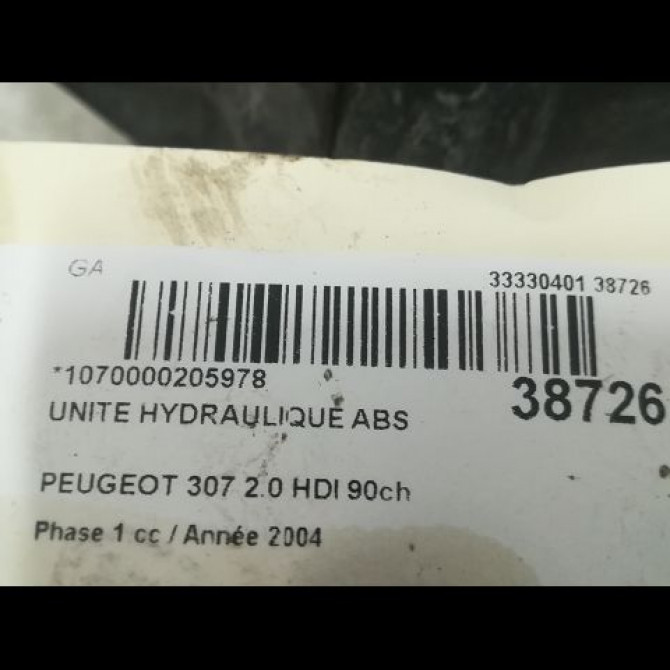 GA
33330401 38726
*1070000205978
38726
UNITE HYDRAULIQUE ABS
PEUGEOT 307 2.0 HDI 90ch
Phase 1 cc / Année 2004